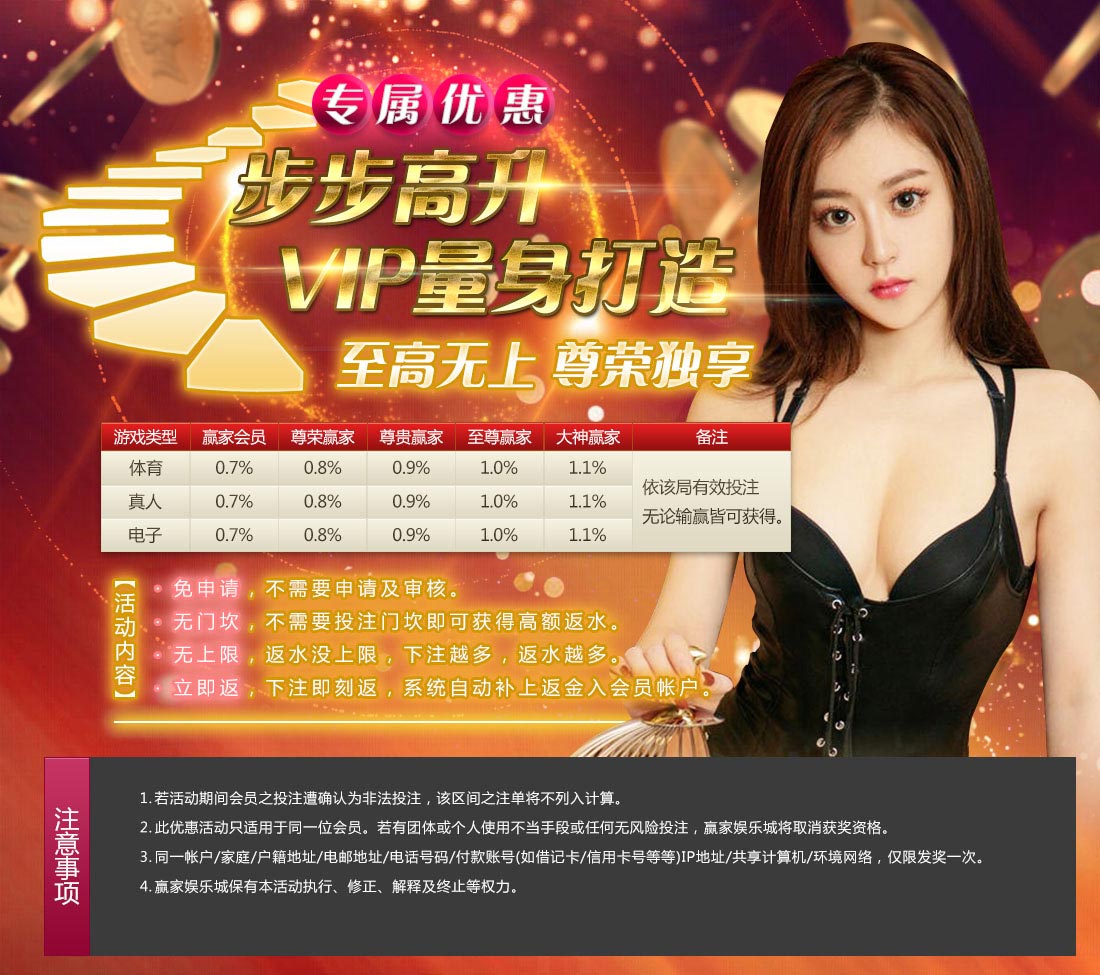 专属优惠
步步高升
VIP量身打造
至高无上 尊荣独享
游戏类型 赢家会员 尊荣赢家 尊贵赢家 至尊赢家 大神赢家 备注
体育 0.7% 0.8% 0.9% 1.0% 1.1%
真人 0.7% 0.8% 0.9% 1.0% 1.1%
电子 0.7% 0.8% 0.9% 1.0% 1.1%
依该局有效投注
无论输赢皆可获得。
【活动内容】
· 免申请，不需要申请及审核。
· 无门坎，不需要投注门坎即可获得高额返水。
· 无上限，返水没上限，下注越多，返水越多。
· 立即返，下注即刻返，系统自动补上返金入会员帐户。
注意事项
1. 若活动期间会员之投注遭确认为非法投注，该区间之注单将不列入计算。
2. 此优惠活动只适用于同一位会员。若有团体或个人使用不当手段或任何无风险投注，赢家娱乐城将取消获奖资格。
3. 同一帐户/家庭/户籍地址/电邮地址/电话号码/付款账号(如借记卡/信用卡号等等)IP地址/共享计算机/环境网络，仅限发奖一次。
4. 赢家娱乐城保有本活动执行、修正、解释及终止等权力。